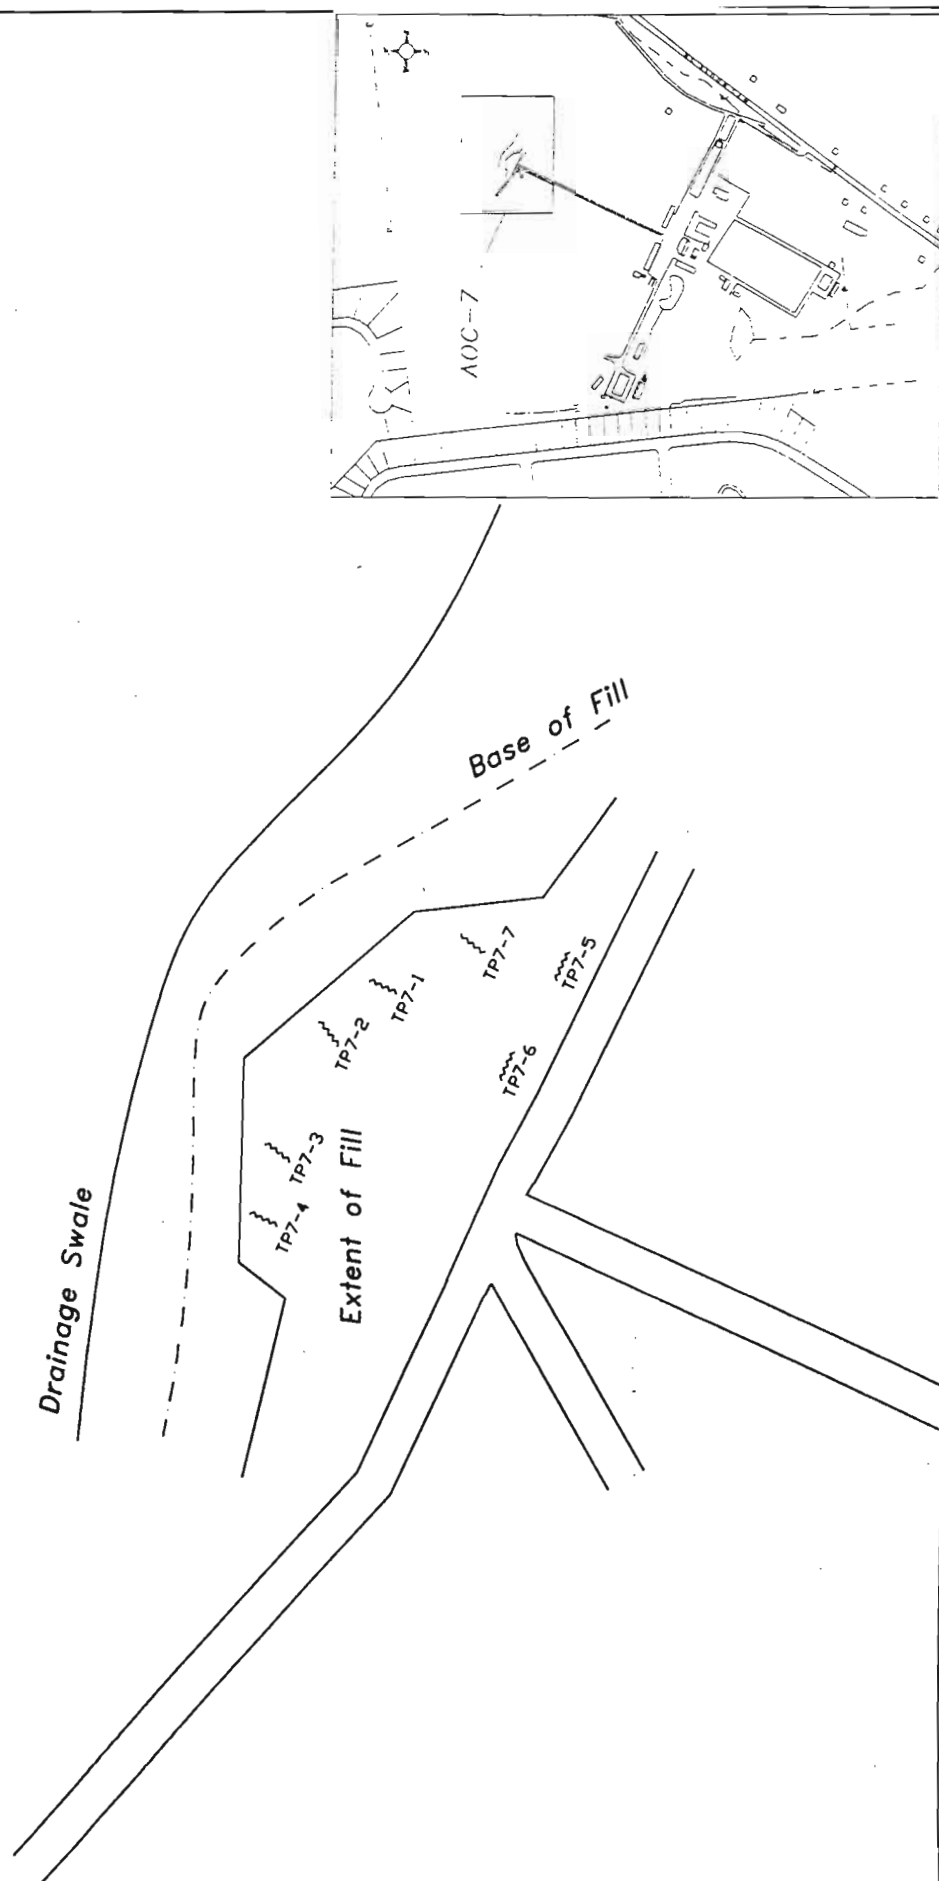 AOC-7
Base of Fill
TP7-7
TP7-5
TP7-1
TP7-2
TP7-6
TP7-3
TP7-4
Extent of Fill
Drainage Swale